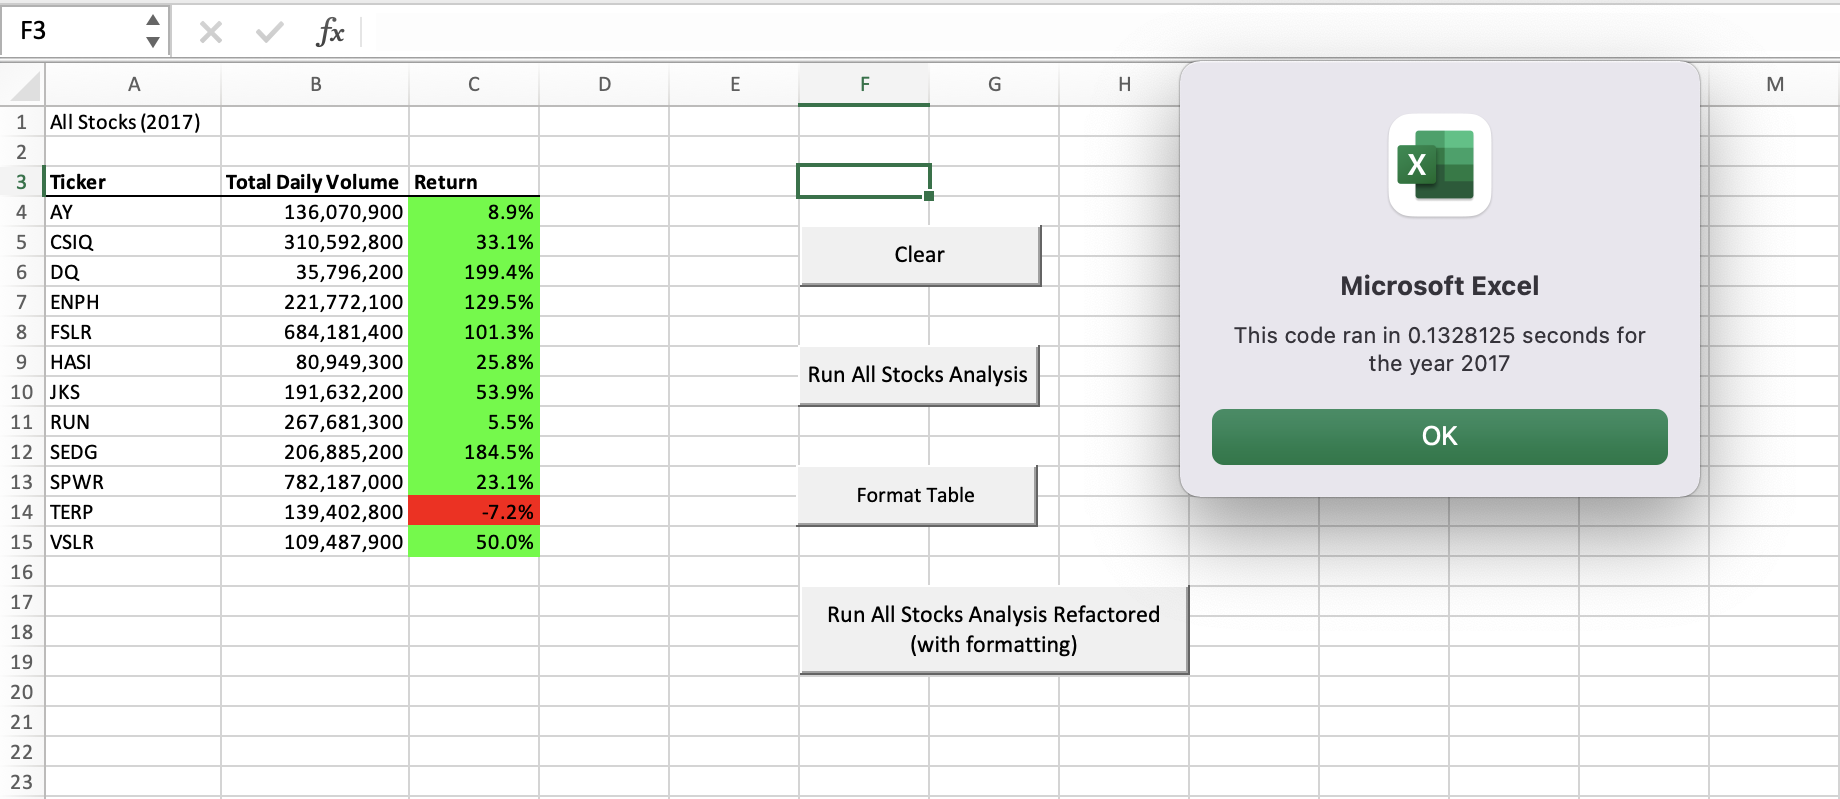 F3
fx
A B C D E F G H M
1 All Stocks (2017)
2
3 Ticker Total Daily Volume Return
4 AY 136,070,900 8.9%
5 CSIQ 310,592,800 33.1%
6 DQ 35,796,200 199.4%
7 ENPH 221,772,100 129.5%
8 FSLR 684,181,400 101.3%
9 HASI 80,949,300 25.8%
10 JKS 191,632,200 53.9%
11 RUN 267,681,300 5.5%
12 SEDG 206,885,200 184.5%
13 SPWR 782,187,000 23.1%
14 TERP 139,402,800 -7.2%
15 VSLR 109,487,900 50.0%
16
17
18
19
20
21
22
23
Clear
Run All Stocks Analysis
Format Table
Run All Stocks Analysis Refactored
(with formatting)
X
Microsoft Excel
This code ran in 0.1328125 seconds for
the year 2017
OK